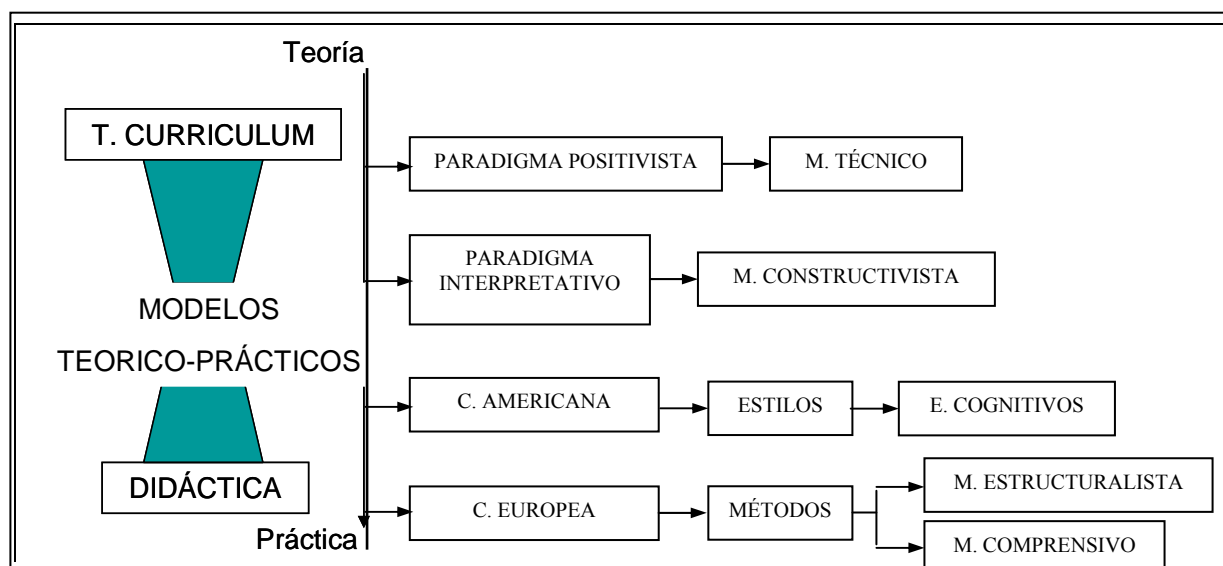 Teoría
T. CURRICULUM
PARADIGMA POSITIVISTA
M. TÉCNICO
PARADIGMA
INTERPRETATIVO
M. CONSTRUCTIVISTA
MODELOS
TEORICO-PRÁCTICOS
C. AMERICANA
ESTILOS
E. COGNITIVOS
DIDÁCTICA
C. EUROPEA
MÉTODOS
M. ESTRUCTURALISTA
M. COMPRENSIVO
Práctica